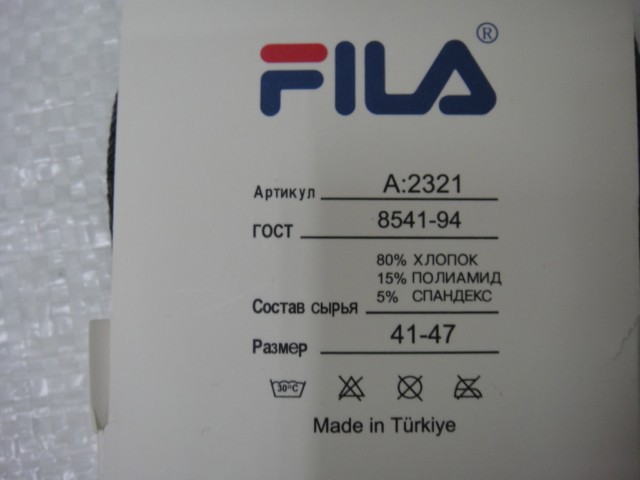 FILA®
Артикул A:2321
ГОСТ 8541-94
80% ХЛОПОК
15% ПОЛИАМИД
Состав сырья 5% СПАНДЕКС
Размер 41-47
30°C
Made in Türkiye